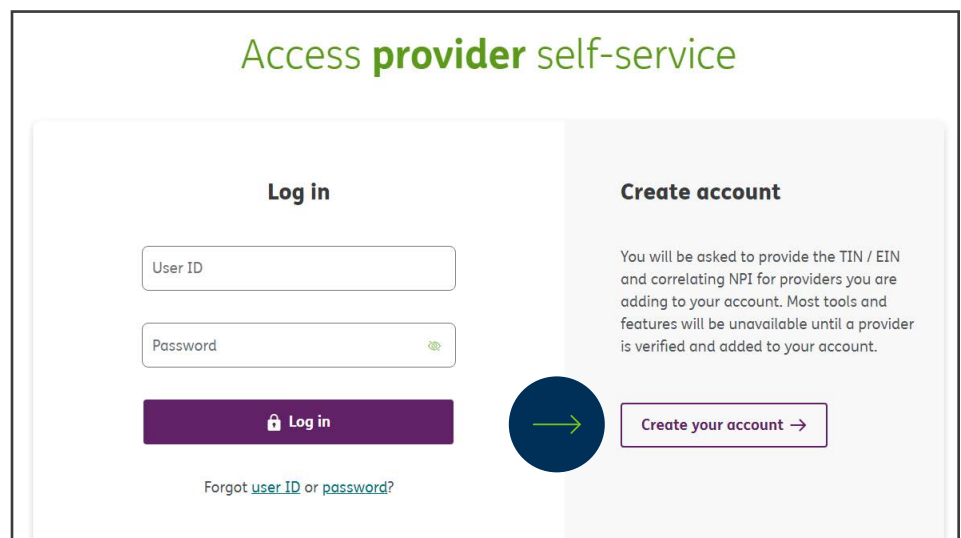 Access provider self-service
Log in
User ID
Password
Log in
Forgot user ID or password?
Create account
You will be asked to provide the TIN / EIN
and correlating NPI for providers you are
adding to your account. Most tools and
features will be unavailable until a provider
is verified and added to your account.
Create your account →